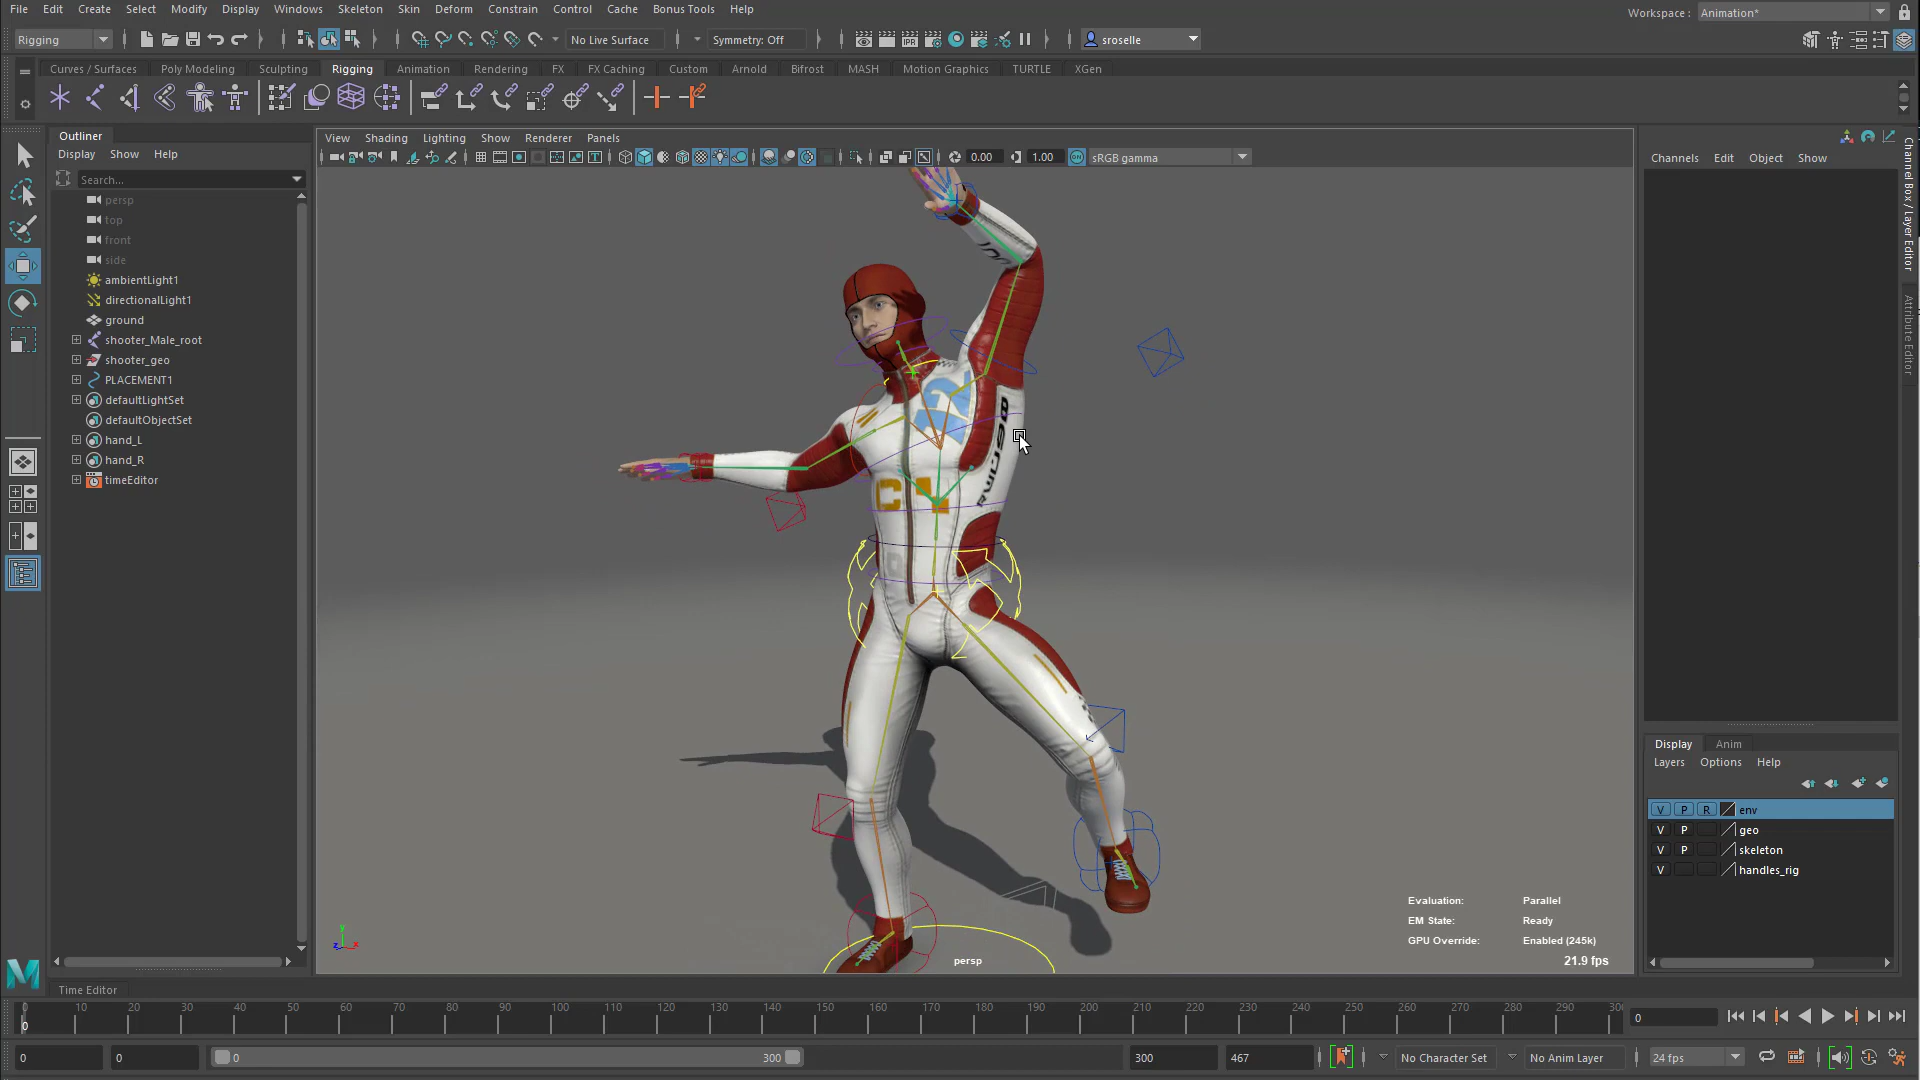 File Edit Create Select Modify Display Windows Skeleton Skin Deform Constrain Control Cache Bonus Tools Help
Workspace : Animation*
Rigging No Live Surface Symmetry: Off sroselle
Curves / Surfaces Poly Modeling Sculpting Rigging Animation Rendering FX FX Caching Custom Arnold Bifrost MASH Motion Graphics TURTLE XGen
Outliner
Display Show Help
Search...
persp
top
front
side
ambientLight1
directionalLight1
ground
shooter_Male_root
shooter_geo
PLACEMENT1
defaultLightSet
defaultObjectSet
hand_L
hand_R
timeEditor
View Shading Lighting Show Renderer Panels
0.00 1.00 sRGB gamma
Evaluation: Parallel
EM State: Ready
GPU Override: Enabled (245k)
21.9 fps
persp
Channels Edit Object Show
Channel Box / Layer Editor
Attribute Editor
Display Anim
Layers Options Help
V P R env
V P geo
V P skeleton
V handles_rig
Time Editor
0 10 20 30 40 50 60 70 80 90 100 110 120 130 140 150 160 170 180 190 200 210 220 230 240 250 260 270 280 290
0
0
0 0 0 300 300 467 No Character Set No Anim Layer 24 fps